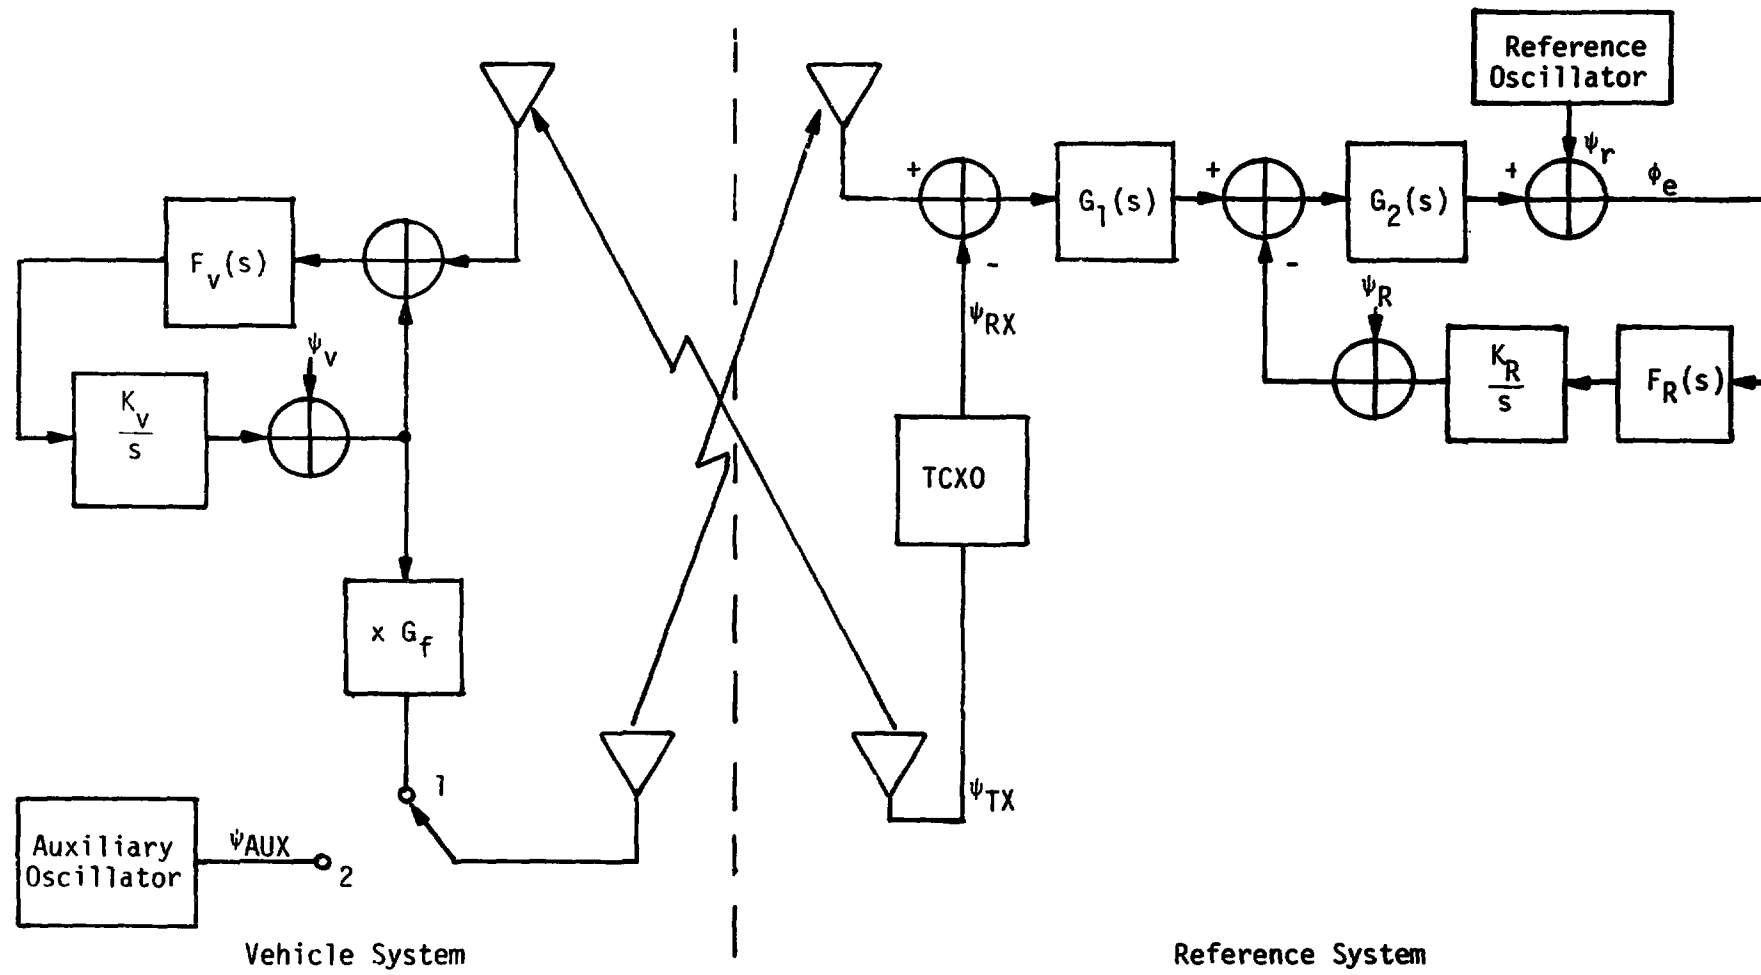 Reference
Oscillator
ψr
+
+
+
ϕe
G1(s)
G2(s)
Fv(s)
-
-
ψR
ψRX
ψv
KR
s
FR(s)
Kv
s
TCXO
x Gf
1
ψTX
Auxiliary
Oscillator
ψAUX
2
Vehicle System
Reference System